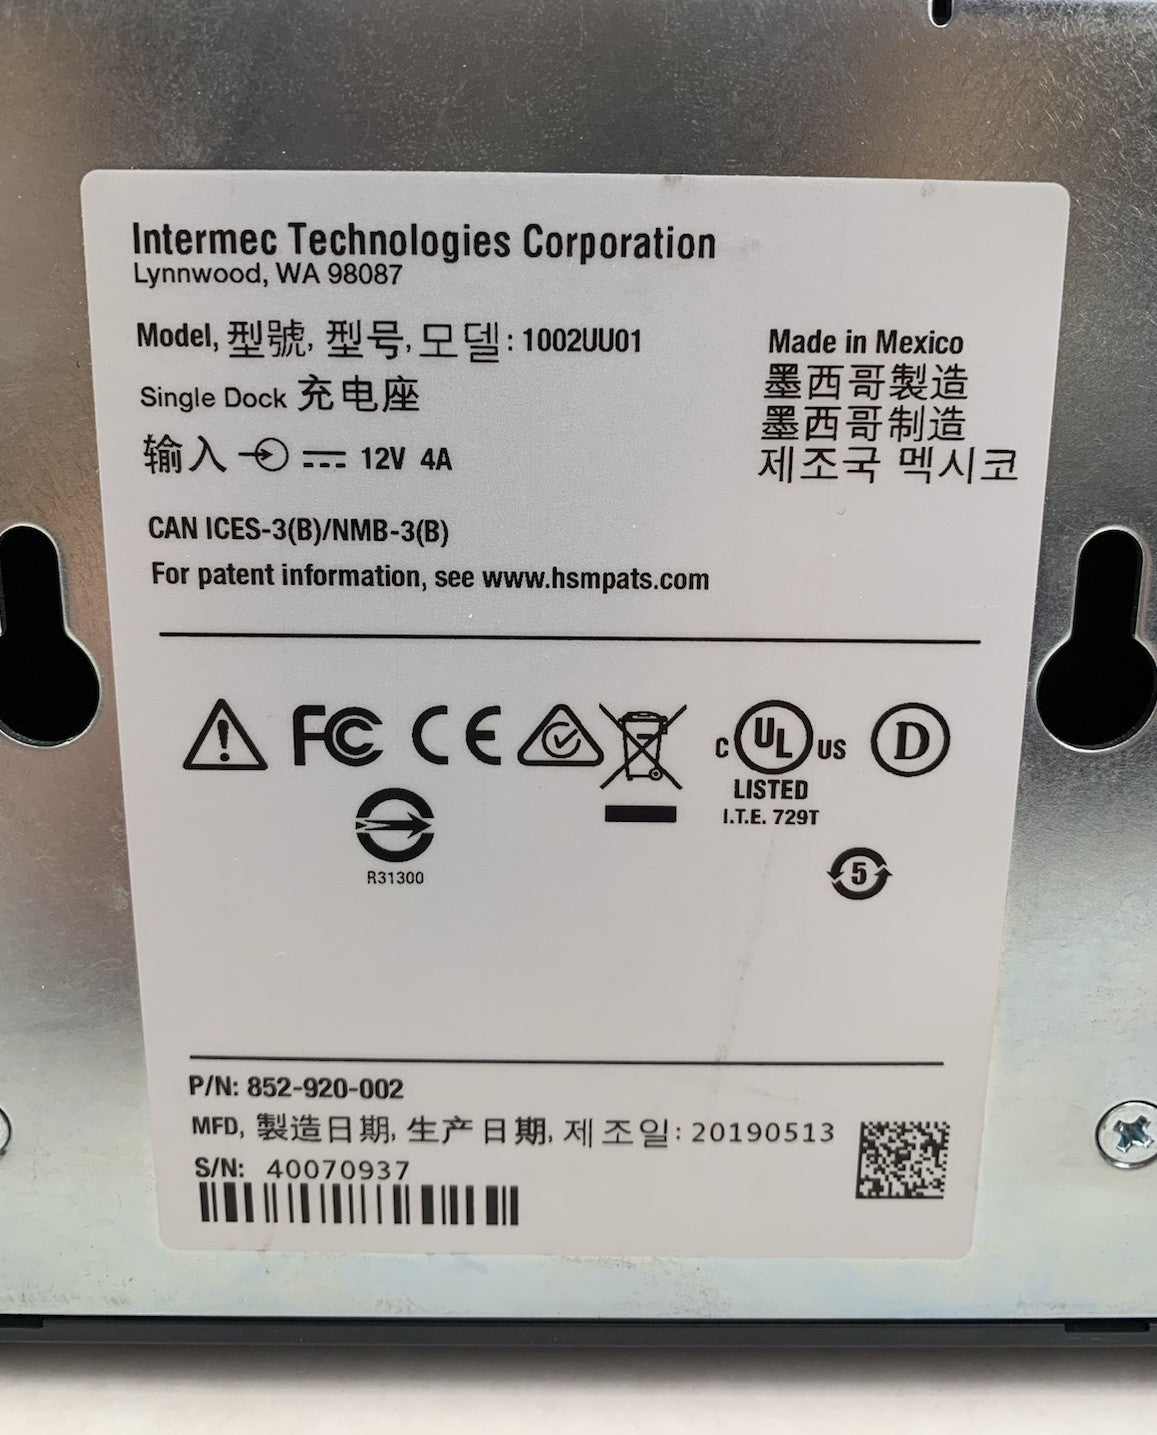 Intermec Technologies Corporation
Lynnwood, WA 98087
Model, 型號, 型号, 모델: 1002UU01
Single Dock 充电座
输入 12V 4A
Made in Mexico
墨西哥製造
墨西哥制造
제조국 멕시코
CAN ICES-3(B)/NMB-3(B)
For patent information, see www.hsmpats.com
FC CE C UL US D
LISTED
I.T.E. 729T
R31300
5
P/N: 852-920-002
MFD, 製造日期, 生产日期, 제조일: 20190513
S/N: 40070937